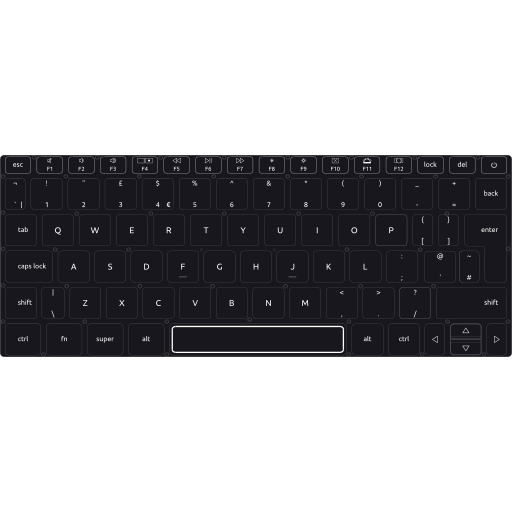 esc F1 F2 F3 F4 F5 F6 F7 F8 F9 F10 F11 F12 lock del
¬ ! " £ $ % ^ & * ( ) _ + back
` | 1 2 3 4 € 5 6 7 8 9 0 - =
tab Q W E R T Y U I O P { } enter
[ ]
caps lock A S D F G H J K L : @ ~
; ' #
shift | Z X C V B N M < > ? shift
\ , . /
ctrl fn super alt alt ctrl